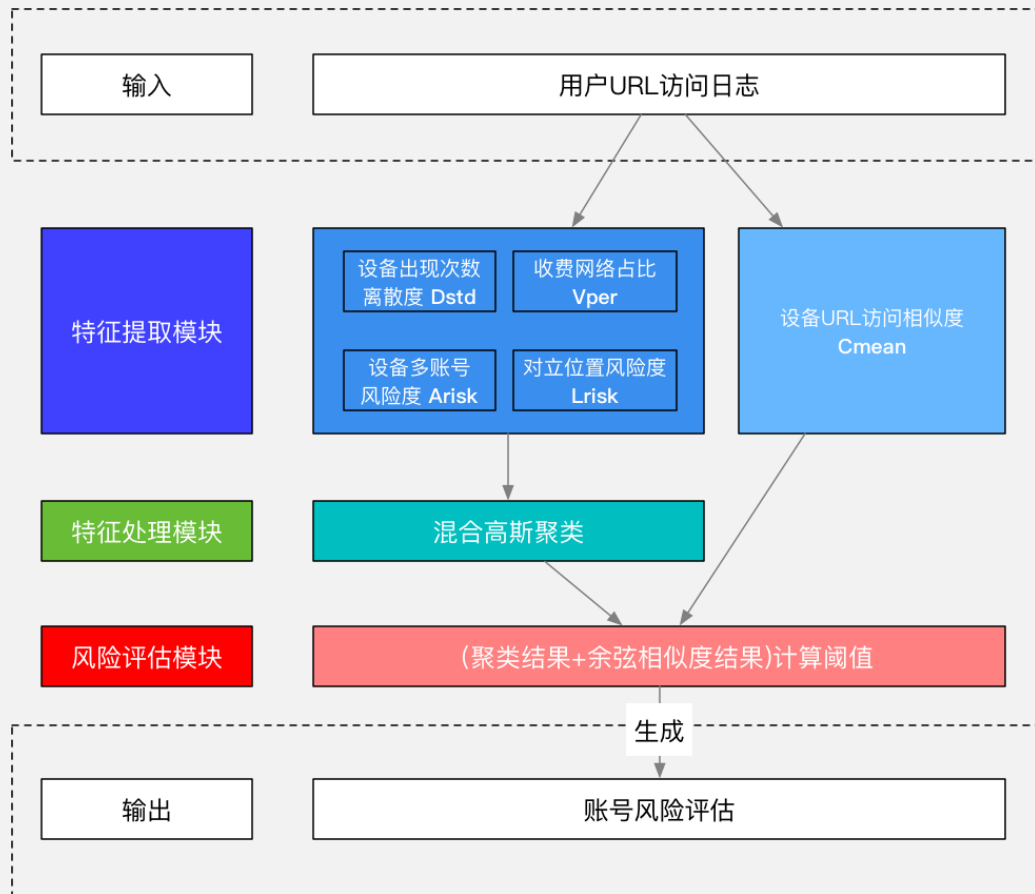 输入
用户URL访问日志
特征提取模块
设备出现次数
离散度 Dstd
收费网络占比
Vper
设备多账号
风险度 Arisk
对立位置风险度
Lrisk
设备URL访问相似度
Cmean
特征处理模块
混合高斯聚类
风险评估模块
(聚类结果+余弦相似度结果)计算阈值
生成
输出
账号风险评估